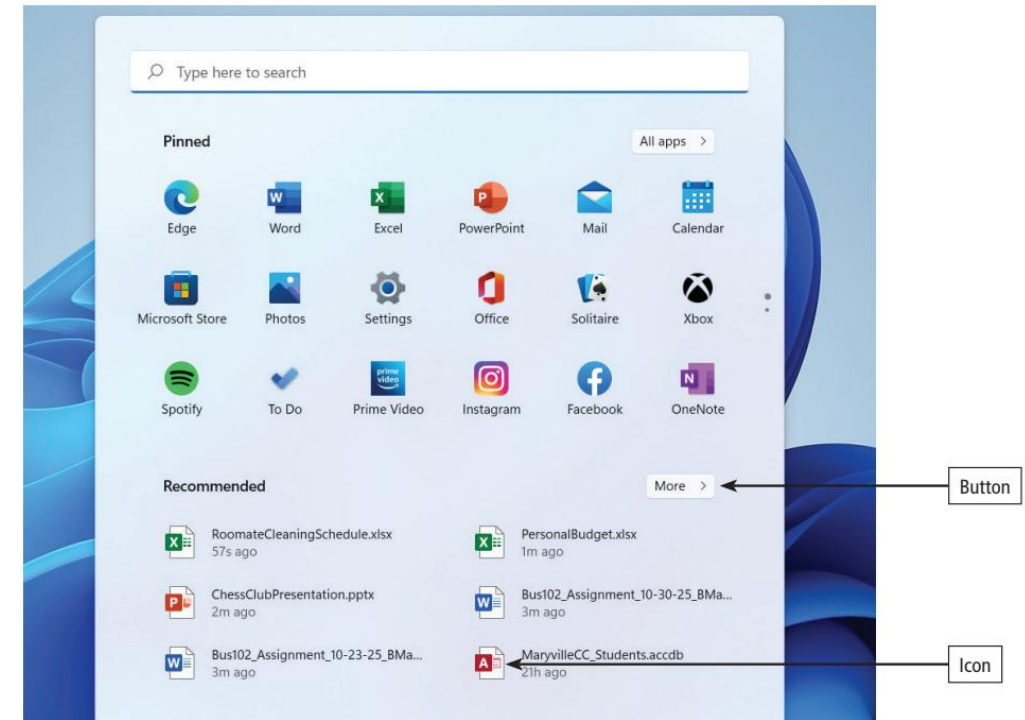 Type here to search
Pinned
All apps >
Edge
Word
Excel
PowerPoint
Mail
Calendar
Microsoft Store
Photos
Settings
Office
Solitaire
Xbox
prime
video
Spotify
To Do
Prime Video
Instagram
Facebook
OneNote
Recommended
More >
Button
RoomateCleaningSchedule.xlsx
57s ago
PersonalBudget.xlsx
1m ago
ChessClubPresentation.pptx
2m ago
Bus102_Assignment_10-30-25_BMa...
3m ago
Bus102_Assignment_10-23-25_BMa...
3m ago
MaryvilleCC_Students.accdb
21h ago
Icon